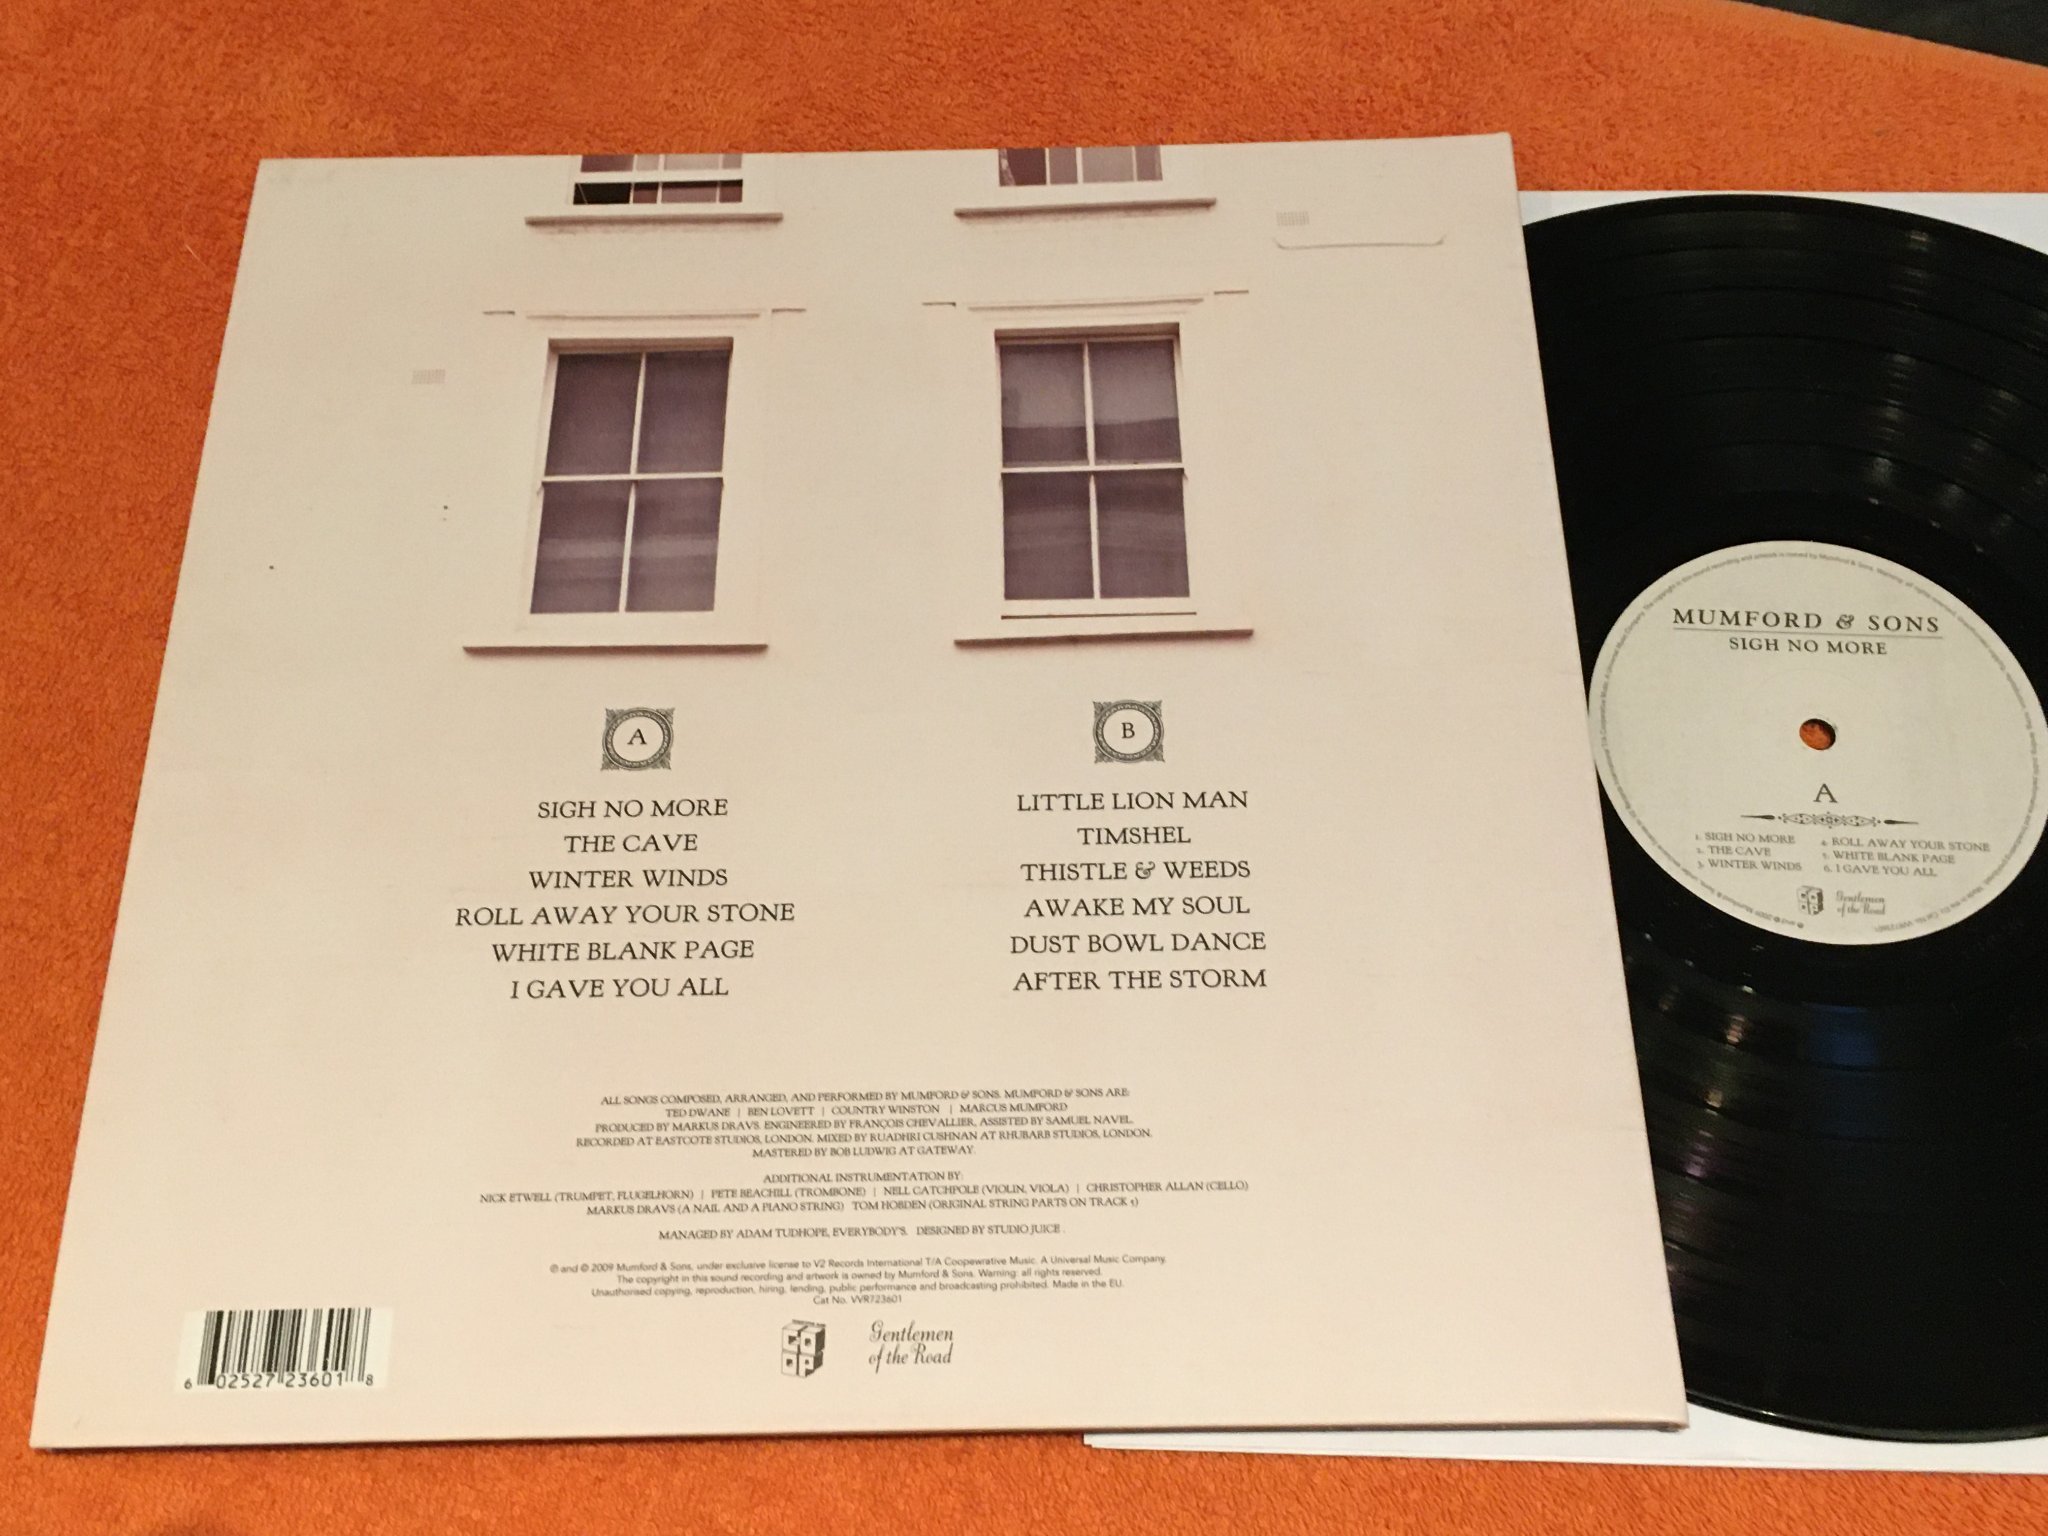 A
SIGH NO MORE
THE CAVE
WINTER WINDS
ROLL AWAY YOUR STONE
WHITE BLANK PAGE
I GAVE YOU ALL
B
LITTLE LION MAN
TIMSHEL
THISTLE & WEEDS
AWAKE MY SOUL
DUST BOWL DANCE
AFTER THE STORM
ALL SONGS COMPOSED, ARRANGED, AND PERFORMED BY MUMFORD & SONS. MUMFORD & SONS ARE:
TED DWANE | BEN LOVETT | COUNTRY WINSTON | MARCUS MUMFORD
PRODUCED BY MARKUS DRAVS. ENGINEERED BY FRANÇOIS CHEVALLIER, ASSISTED BY SAMUEL NAVEL.
RECORDED AT EASTCOTE STUDIOS, LONDON. MIXED BY RUADHRI CUSHNAN AT RHUBARB STUDIOS, LONDON.
MASTERED BY BOB LUDWIG AT GATEWAY.
ADDITIONAL INSTRUMENTATION BY:
NICK ETWELL (TRUMPET, FLUGELHORN) | PETE BEACHILL (TROMBONE) | NELL CATCHPOLE (VIOLIN, VIOLA) | CHRISTOPHER ALLAN (CELLO)
MARKUS DRAVS (A NAIL AND A PIANO STRING) TOM HOBDEN (ORIGINAL STRING PARTS ON TRACK 5)
MANAGED BY ADAM TUDHOPE, EVERYBODY'S. DESIGNED BY STUDIO JUICE .
℗ and © 2009 Mumford & Sons, under exclusive license to V2 Records International T/A Coopewrative Music. A Universal Music Company.
The copyright in this sound recording and artwork is owned by Mumford & Sons. Warning: all rights reserved.
Unauthorised copying, reproduction, hiring, lending, public performance and broadcasting prohibited. Made in the EU.
Cat No. VVR723601
CO
OP
Gentlemen
of the Road
6 02527 23601 8
MUMFORD & SONS
SIGH NO MORE
A
1. SIGH NO MORE
2. THE CAVE
3. WINTER WINDS
4. ROLL AWAY YOUR STONE
5. WHITE BLANK PAGE
6. I GAVE YOU ALL
CO
OP
Gentlemen
of the Road